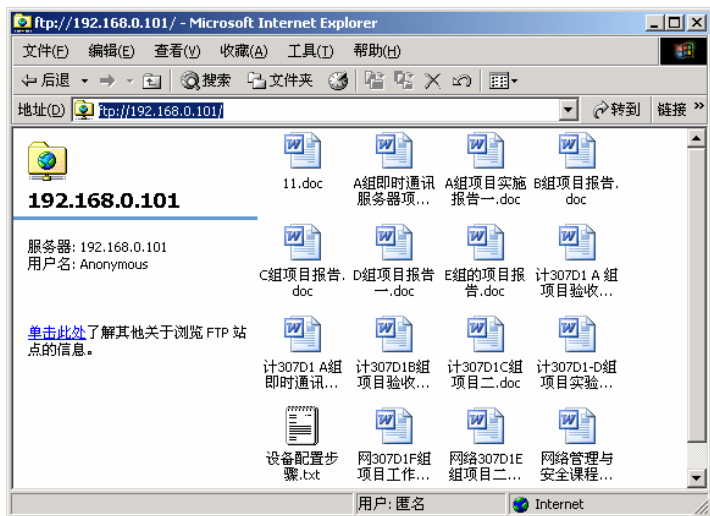 ftp://192.168.0.101/ - Microsoft Internet Explorer
文件(F) 编辑(E) 查看(V) 收藏(A) 工具(T) 帮助(H)
后退 搜索 文件夹
地址(D) ftp://192.168.0.101/ 转到 链接 »
192.168.0.101
服务器: 192.168.0.101
用户名: Anonymous
单击此处了解其他关于浏览 FTP 站
点的信息。
11.doc
A组即时通讯
服务器项...
A组项目实施
报告一.doc
B组项目报告.
doc
C组项目报告.
doc
D组项目报告
一.doc
E组的项目报
告.doc
计307D1 A 组
项目验收...
计307D1 A组
即时通讯...
计307D1B组
项目验收...
计307D1C组
项目二.doc
计307D1-D组
项目实验...
设备配置步
骤.txt
网307D1F组
项目工作...
网络307D1E
组项目二...
网络管理与
安全课程...
用户: 匿名 Internet